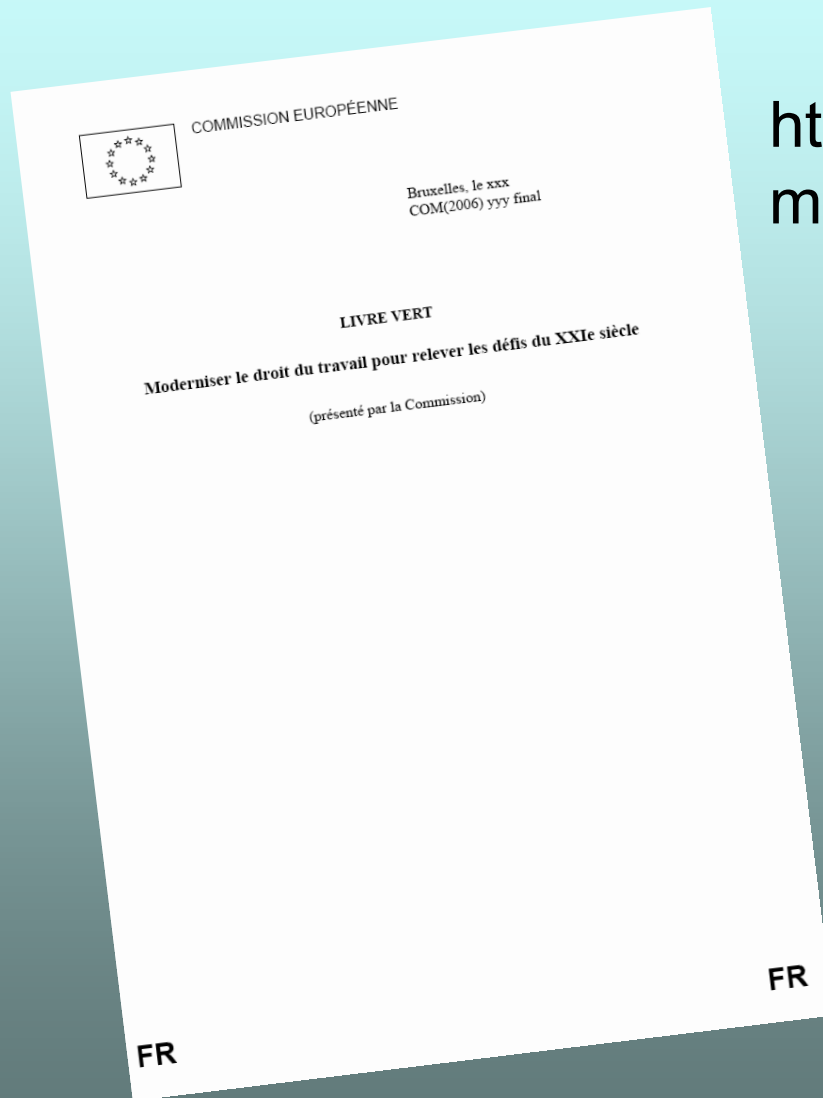 COMMISSION EUROPÉENNE
Bruxelles, le xxx
COM(2006) yyy final
LIVRE VERT
Moderniser le droit du travail pour relever les défis du XXIe siècle
(présenté par la Commission)
FR
FR
ht
m